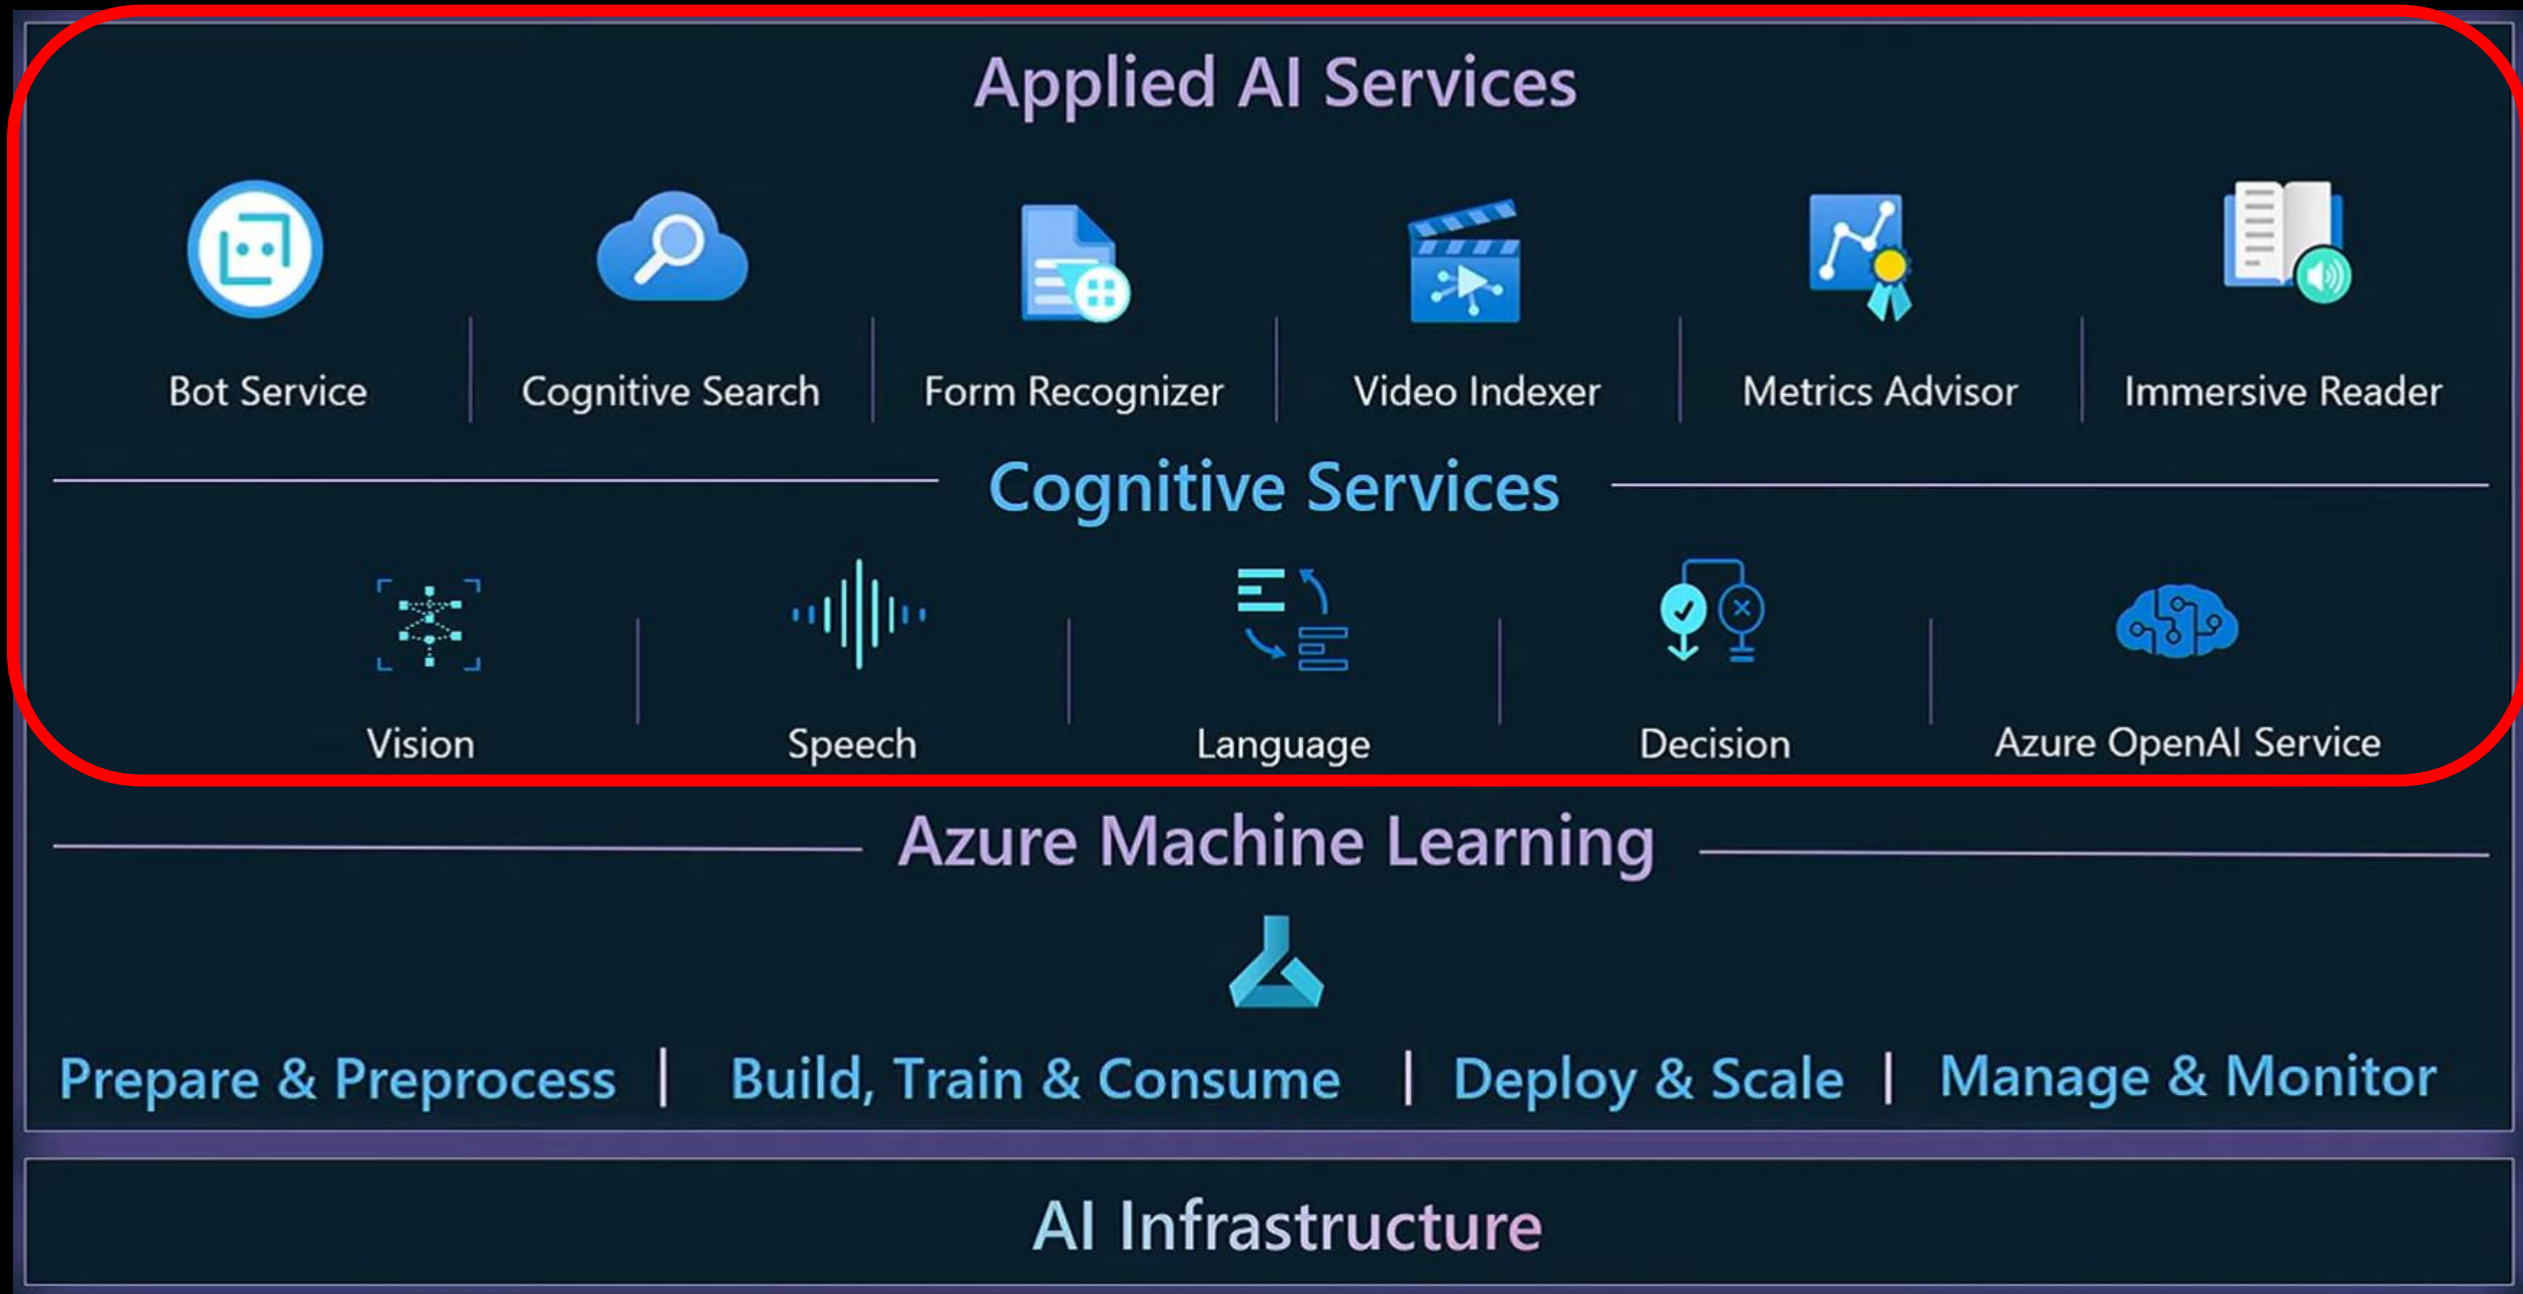 Applied AI Services
Bot Service
Cognitive Search
Form Recognizer
Video Indexer
Metrics Advisor
Immersive Reader
Cognitive Services
Vision
Speech
Language
Decision
Azure OpenAI Service
Azure Machine Learning
Prepare & Preprocess | Build, Train & Consume | Deploy & Scale | Manage & Monitor
AI Infrastructure